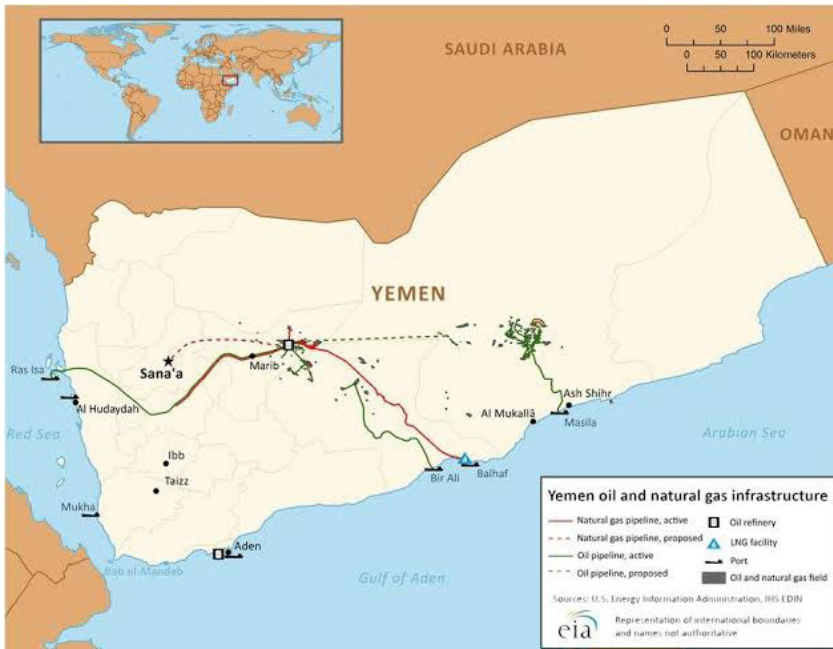 SAUDI ARABIA
0 50 100 Miles
0 50 100 Kilometers
OMAN
YEMEN
Sana'a
Marib
Ras Isa
Al Hudaydah
Ash Shihr
Al Mukallā
Masila
Red Sea
Arabian Sea
Ibb
Taizz
Bir Ali
Balhaf
Mukha
Aden
Bab el-Mandab
Gulf of Aden
Yemen oil and natural gas infrastructure
Natural gas pipeline, active
Natural gas pipeline, proposed
Oil pipeline, active
Oil pipeline, proposed
Oil refinery
LNG facility
Port
Oil and natural gas field
Sources: U.S. Energy Information Administration, IHS EDIN
eia
Representation of international boundaries
and names not authoritative